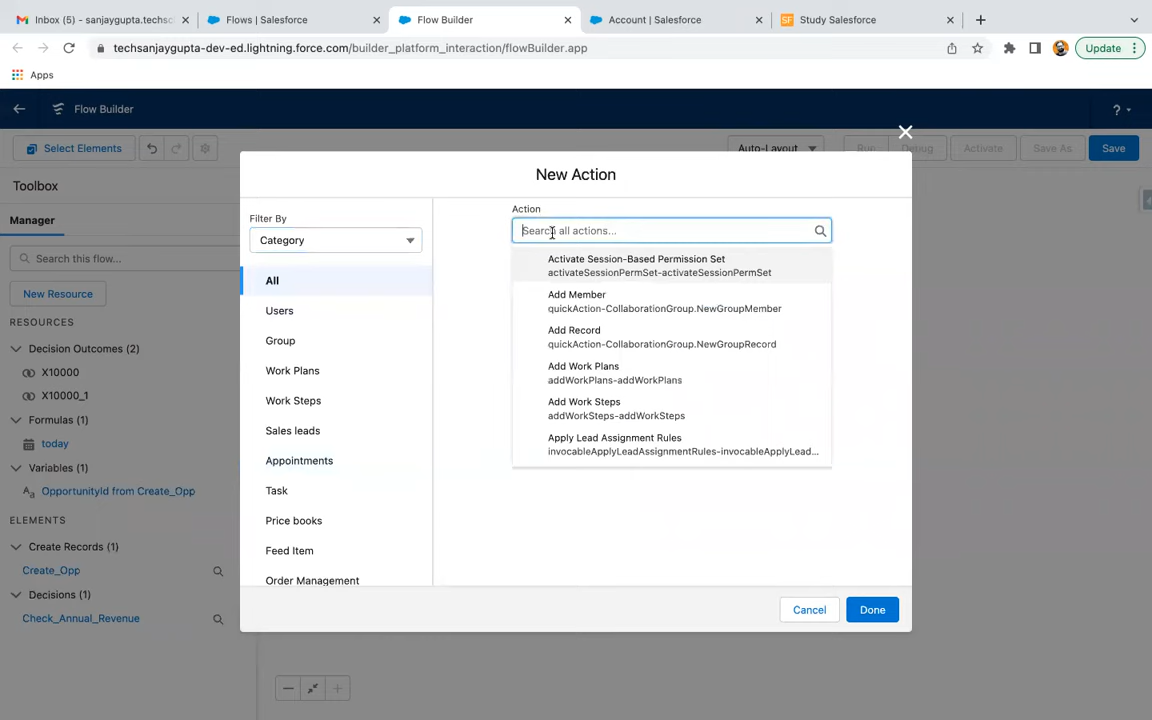 Inbox (5) - sanjaygupta.techsc
Flows | Salesforce
Flow Builder
Account | Salesforce
SF Study Salesforce
techsanjaygupta-dev-ed.lightning.force.com/builder_platform_interaction/flowBuilder.app
Update
Apps
Flow Builder
?
Select Elements
Auto-Layout
Run
Debug
Activate
Save As
Save
Toolbox
Manager
Search this flow...
New Resource
RESOURCES
Decision Outcomes (2)
X10000
X10000_1
Formulas (1)
today
Variables (1)
OpportunityId from Create_Opp
ELEMENTS
Create Records (1)
Create_Opp
Decisions (1)
Check_Annual_Revenue
New Action
Filter By
Category
All
Users
Group
Work Plans
Work Steps
Sales leads
Appointments
Task
Price books
Feed Item
Order Management
Action
Search all actions...
Activate Session-Based Permission Set
activateSessionPermSet-activateSessionPermSet
Add Member
quickAction-CollaborationGroup.NewGroupMember
Add Record
quickAction-CollaborationGroup.NewGroupRecord
Add Work Plans
addWorkPlans-addWorkPlans
Add Work Steps
addWorkSteps-addWorkSteps
Apply Lead Assignment Rules
invocableApplyLeadAssignmentRules-invocableApplyLead...
Cancel
Done